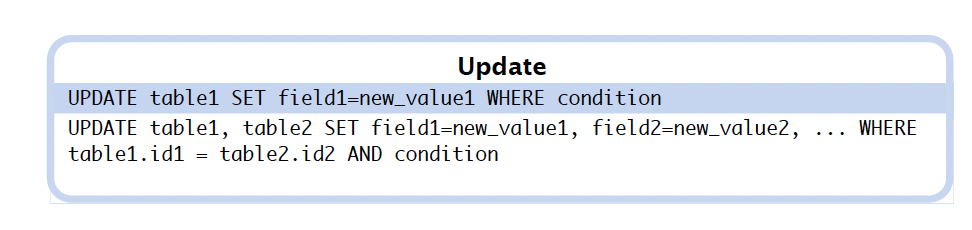 Update
UPDATE table1 SET field1=new_value1 WHERE condition
UPDATE table1, table2 SET field1=new_value1, field2=new_value2, ... WHERE
table1.id1 = table2.id2 AND condition